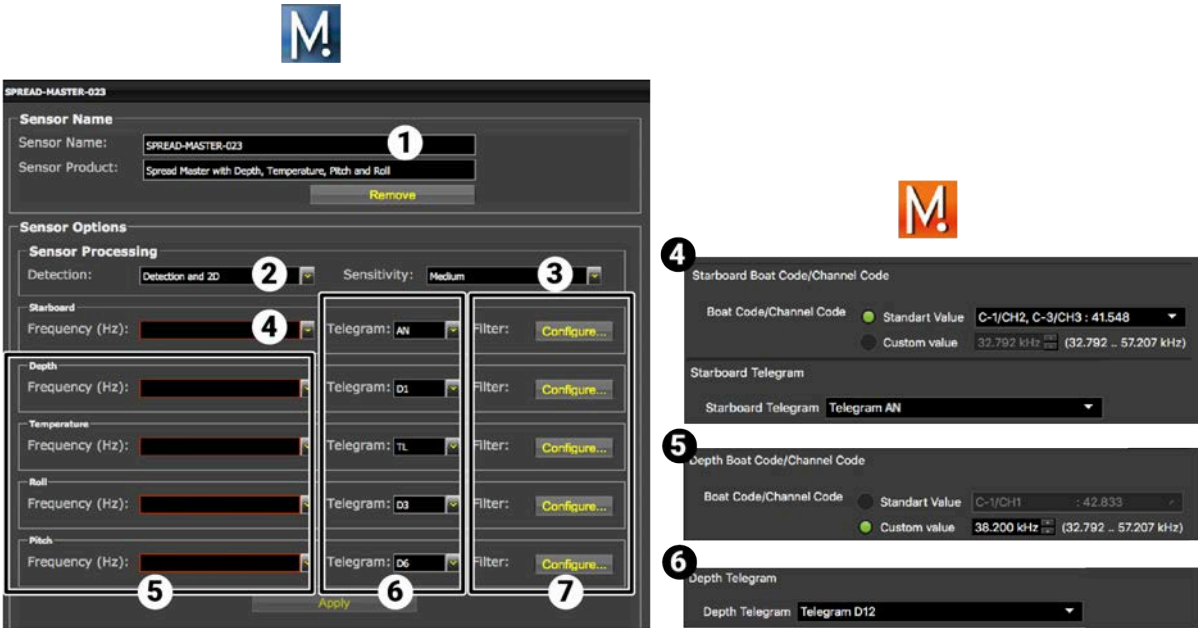 M!
SPREAD-MASTER-023
Sensor Name
Sensor Name: SPREAD-MASTER-023 1
Sensor Product: Spread Master with Depth, Temperature, Pitch and Roll
Remove
Sensor Options
Sensor Processing
Detection: Detection and 2D 2 Sensitivity: Medium 3
Starboard
Frequency (Hz): 4 Telegram: AN Filter: Configure...
Depth
Frequency (Hz): Telegram: D1 Filter: Configure...
Temperature
Frequency (Hz): Telegram: TL Filter: Configure...
Roll
Frequency (Hz): Telegram: D3 Filter: Configure...
Pitch
Frequency (Hz): Telegram: D6 Filter: Configure...
5 6 7
Apply
M!
4
Starboard Boat Code/Channel Code
Boat Code/Channel Code Standart Value C-1/CH2, C-3/CH3 : 41.548
Custom value 32.792 kHz (32.792 .. 57.207 kHz)
Starboard Telegram
Starboard Telegram Telegram AN
5
Depth Boat Code/Channel Code
Boat Code/Channel Code Standart Value C-1/CH1 : 42.833
Custom value 38.200 kHz (32.792 .. 57.207 kHz)
6
Depth Telegram
Depth Telegram Telegram D12